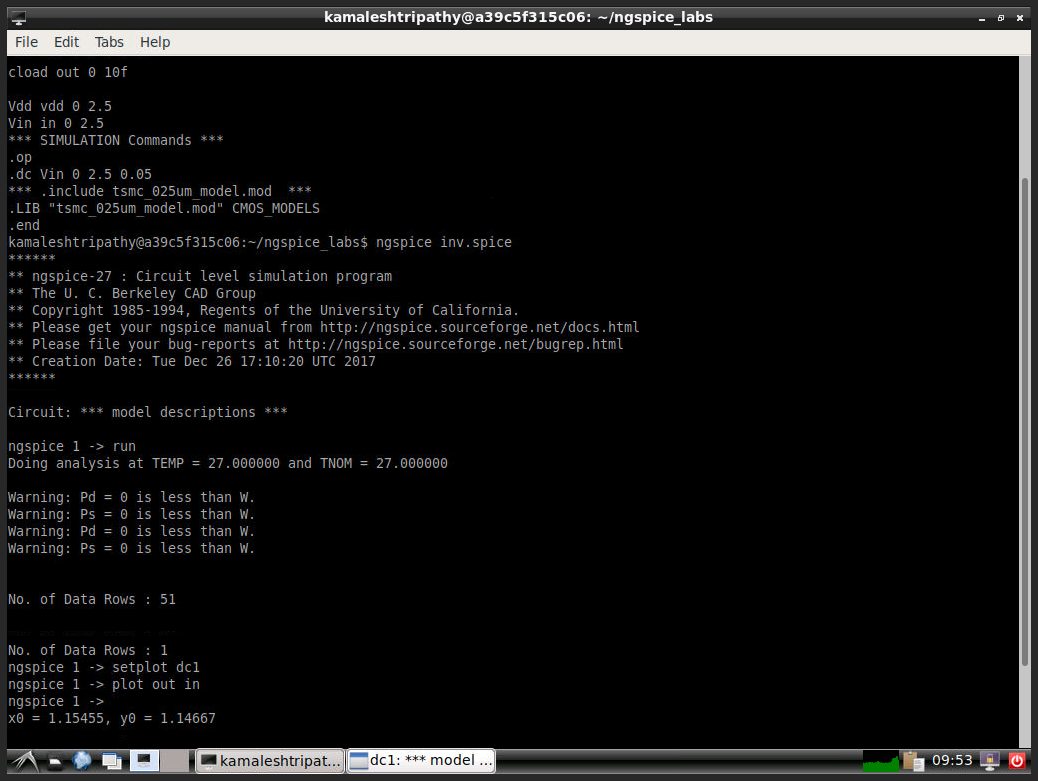 kamaleshtripathy@a39c5f315c06: ~/ngspice_labs
File Edit Tabs Help
cload out 0 10f
Vdd vdd 0 2.5
Vin in 0 2.5
*** SIMULATION Commands ***
.op
.dc Vin 0 2.5 0.05
*** .include tsmc_025um_model.mod  ***
.LIB "tsmc_025um_model.mod" CMOS_MODELS
.end
kamaleshtripathy@a39c5f315c06:~/ngspice_labs$ ngspice inv.spice
******
** ngspice-27 : Circuit level simulation program
** The U. C. Berkeley CAD Group
** Copyright 1985-1994, Regents of the University of California.
** Please get your ngspice manual from http://ngspice.sourceforge.net/docs.html
** Please file your bug-reports at http://ngspice.sourceforge.net/bugrep.html
** Creation Date: Tue Dec 26 17:10:20 UTC 2017
******
Circuit: *** model descriptions ***
ngspice 1 -> run
Doing analysis at TEMP = 27.000000 and TNOM = 27.000000
Warning: Pd = 0 is less than W.
Warning: Ps = 0 is less than W.
Warning: Pd = 0 is less than W.
Warning: Ps = 0 is less than W.
No. of Data Rows : 51
No. of Data Rows : 1
ngspice 1 -> setplot dc1
ngspice 1 -> plot out in
ngspice 1 ->
x0 = 1.15455, y0 = 1.14667
kamaleshtripat... dc1: *** model ... 09:53